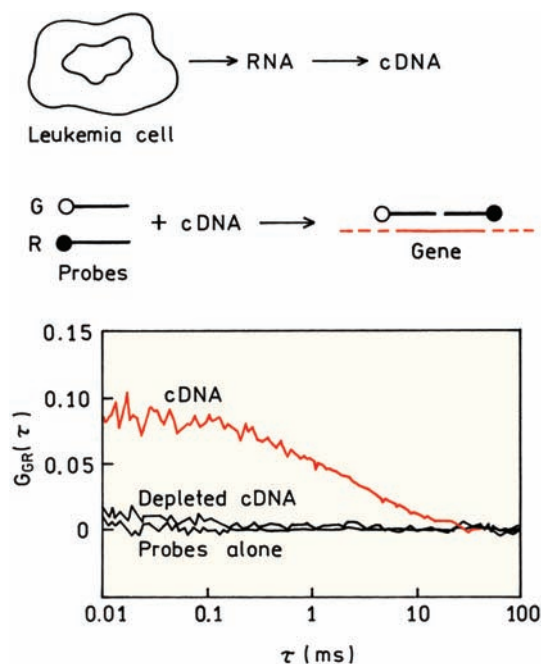 RNA cDNA
Leukemia cell
G
+ cDNA
R
Probes
Gene
0.15
cDNA
0.10
0.05
Depleted cDNA
0
Probes alone
G_GR(τ)
0.01 0.1 1 10 100
τ (ms)